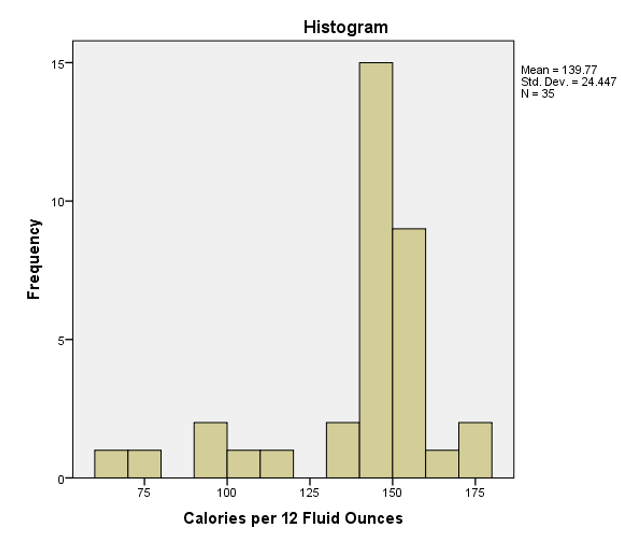 Histogram
Mean = 139.77
Std. Dev. = 24.447
N = 35
15
10
5
0
Frequency
75 100 125 150 175
Calories per 12 Fluid Ounces